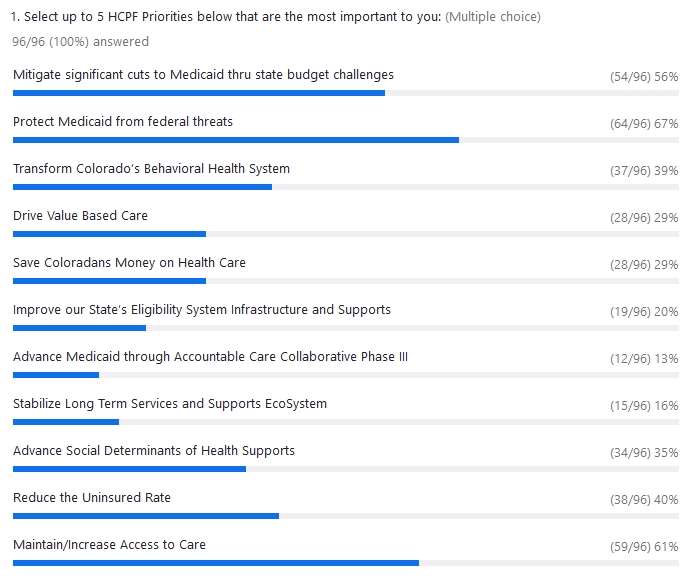 1. Select up to 5 HCPF Priorities below that are the most important to you: (Multiple choice)
96/96 (100%) answered
Mitigate significant cuts to Medicaid thru state budget challenges (54/96) 56%
Protect Medicaid from federal threats (64/96) 67%
Transform Colorado's Behavioral Health System (37/96) 39%
Drive Value Based Care (28/96) 29%
Save Coloradans Money on Health Care (28/96) 29%
Improve our State's Eligibility System Infrastructure and Supports (19/96) 20%
Advance Medicaid through Accountable Care Collaborative Phase III (12/96) 13%
Stabilize Long Term Services and Supports EcoSystem (15/96) 16%
Advance Social Determinants of Health Supports (34/96) 35%
Reduce the Uninsured Rate (38/96) 40%
Maintain/Increase Access to Care (59/96) 61%